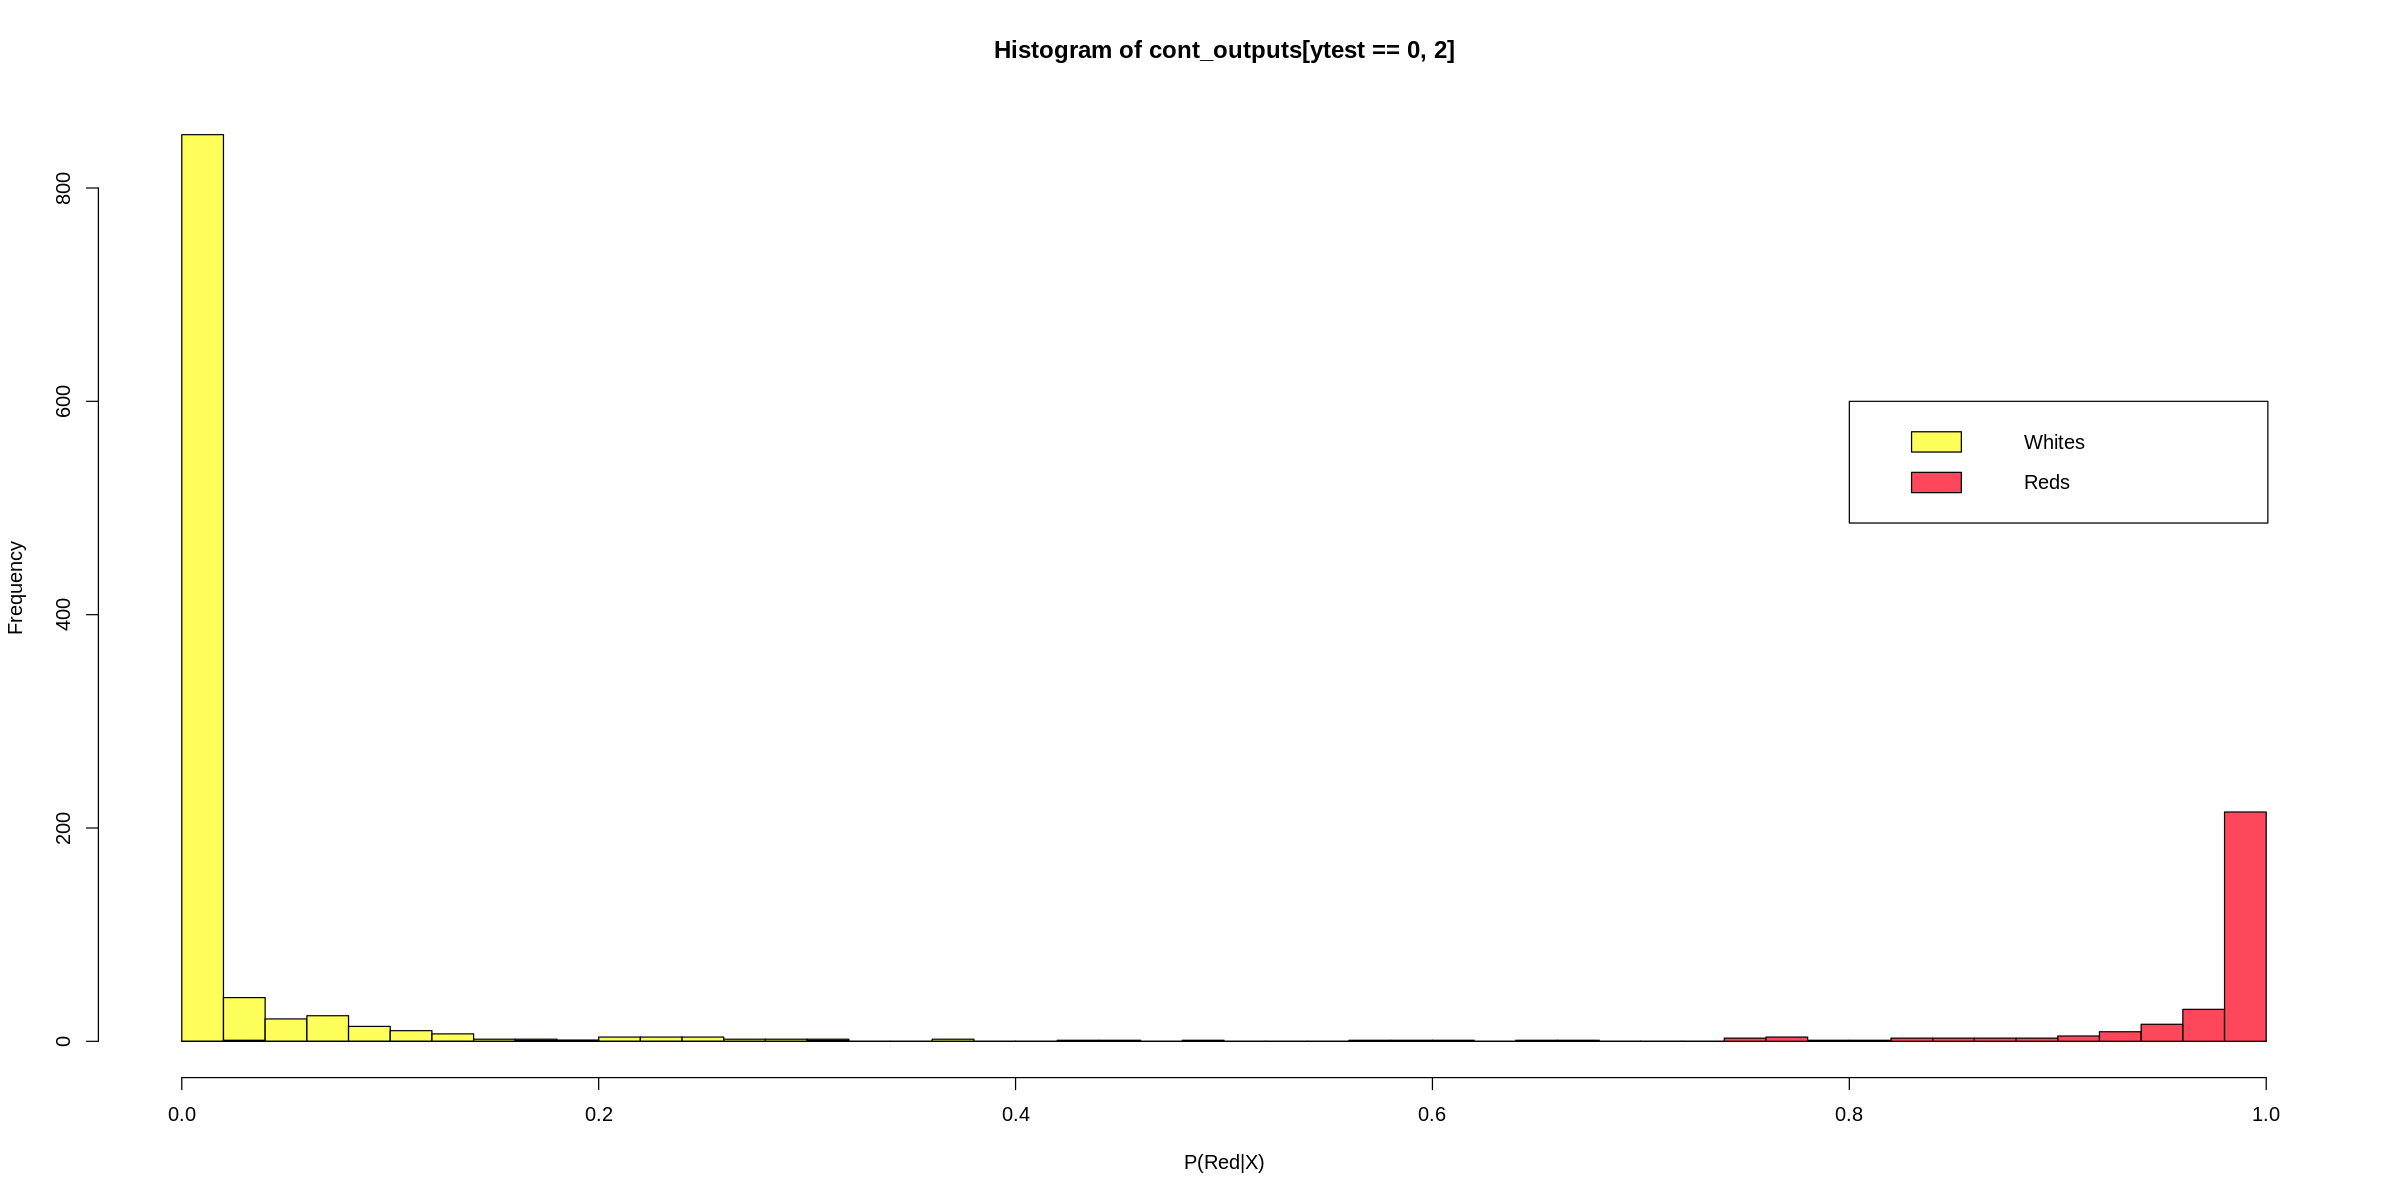 Histogram of cont_outputs[ytest == 0, 2]
800
600
400
200
0
Frequency
Whites
Reds
0.0
0.2
0.4
0.6
0.8
1.0
P(Red|X)